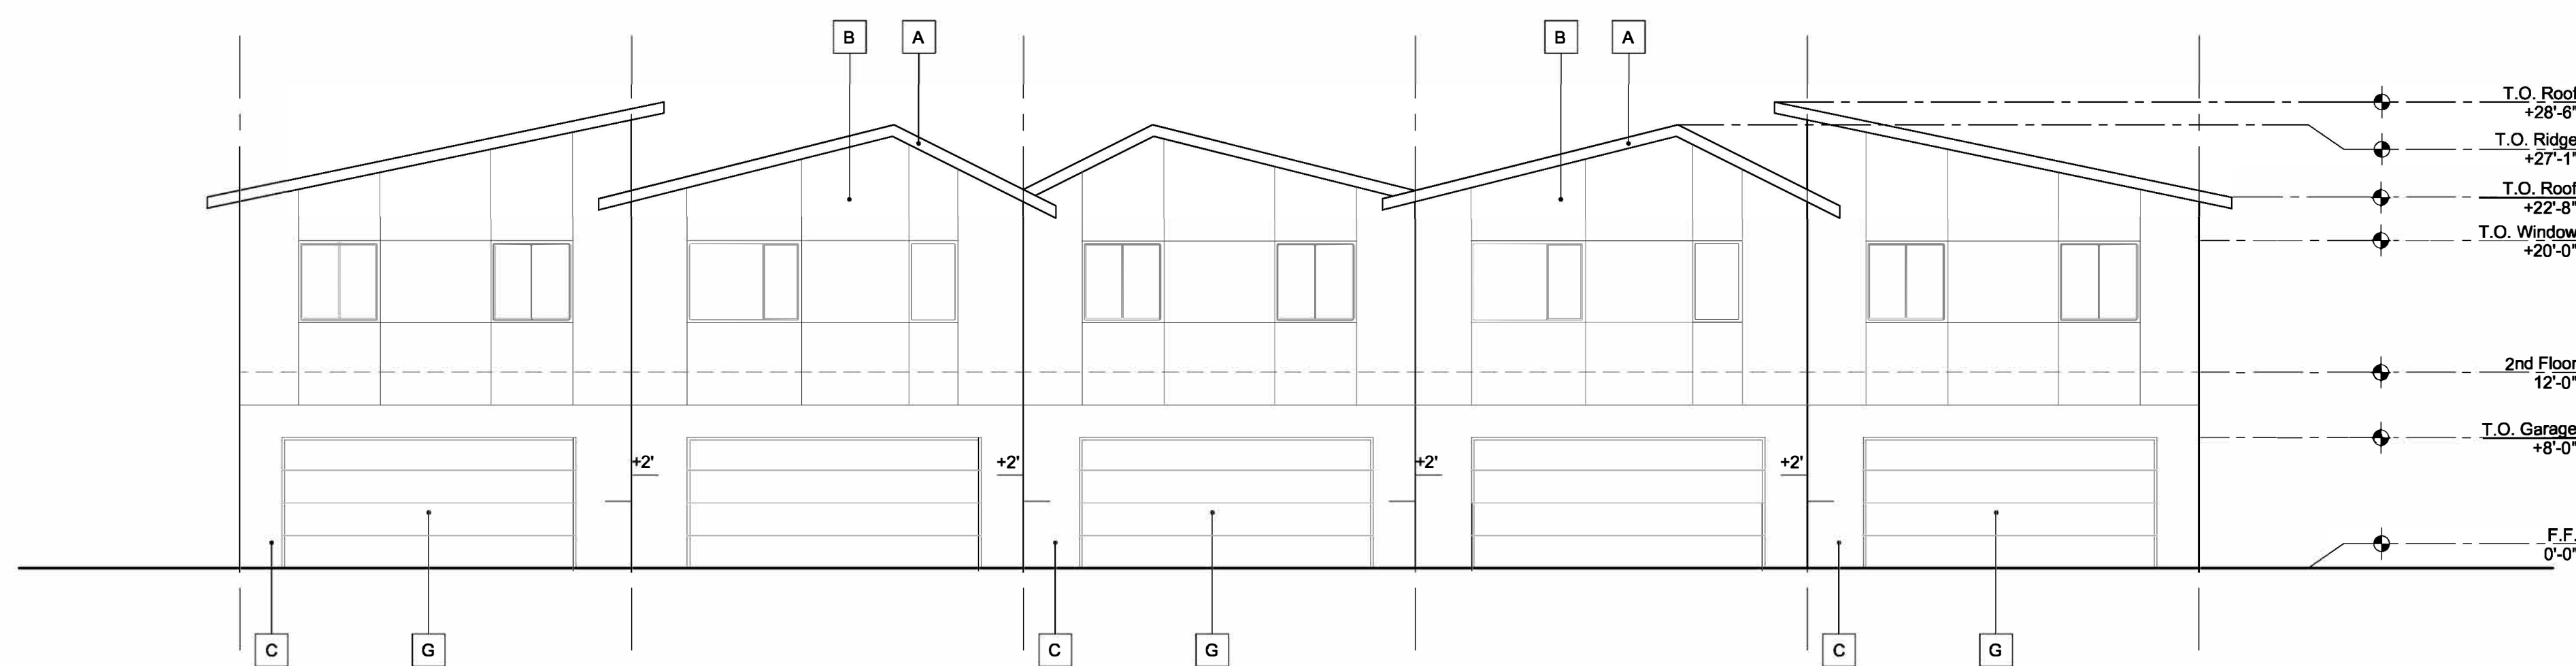 B
A
B
A
T.O. Roof
+28'-6"
T.O. Ridge
+27'-1"
T.O. Roof
+22'-8"
T.O. Window
+20'-0"
2nd Floor
12'-0"
T.O. Garage
+8'-0"
+2'
+2'
+2'
+2'
F.F.
0'-0"
C
G
C
G
C
G